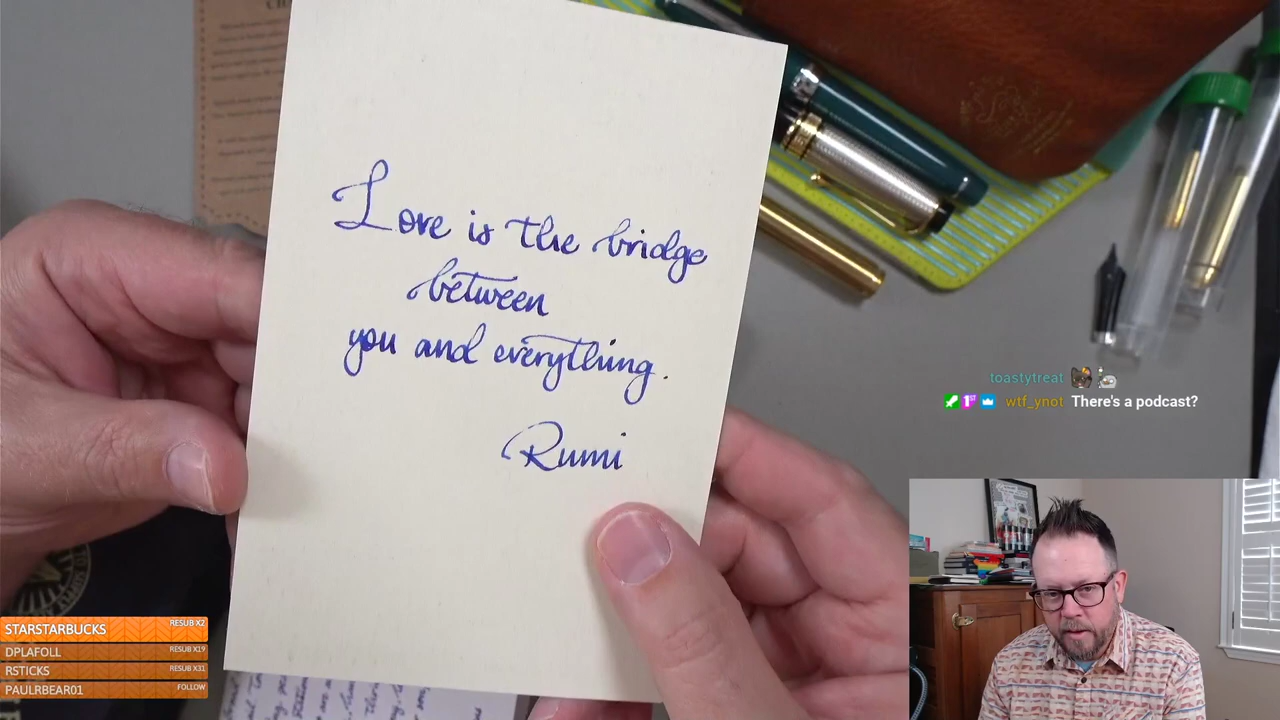 Love is the bridge
between
you and everything.
Rumi
toastytreat
wtf_ynot There's a podcast?
STARSTARBUCKS RESUB X2
DPLAFOLL RESUB X19
RSTICKS RESUB X31
PAULRBEAR01 FOLLOW